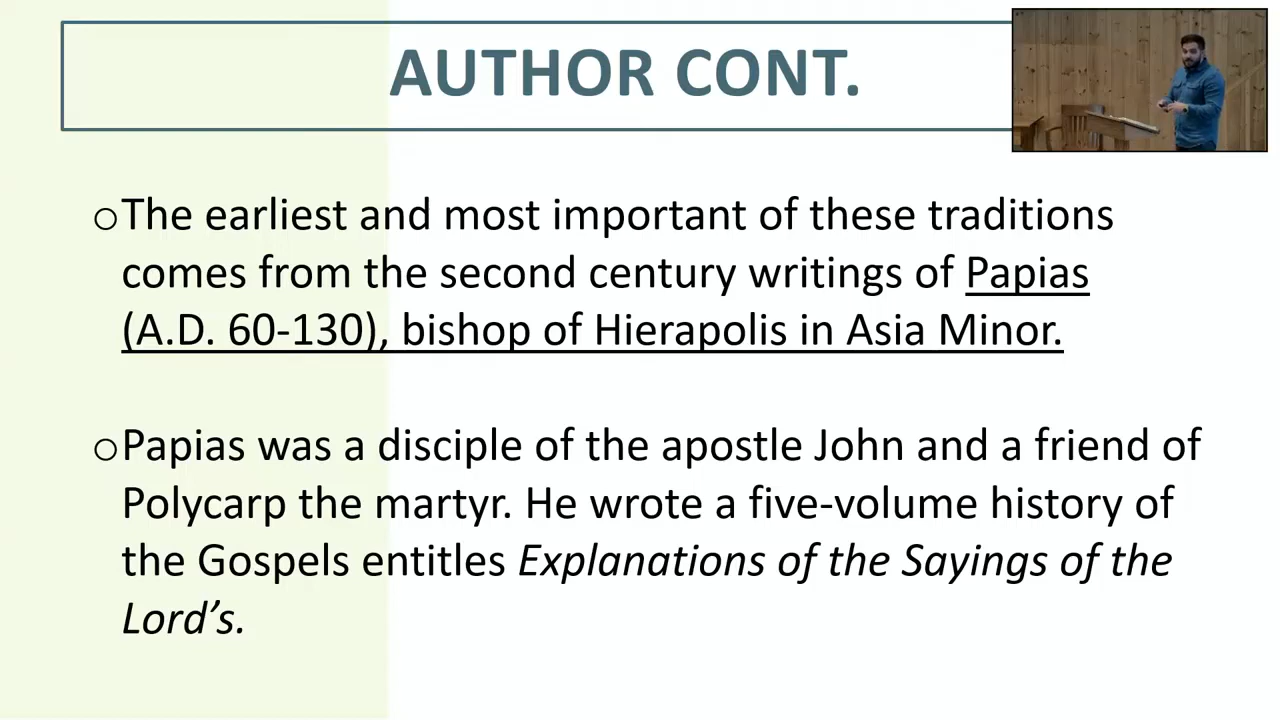 AUTHOR CONT.
oThe earliest and most important of these traditions
comes from the second century writings of Papias
(A.D. 60-130), bishop of Hierapolis in Asia Minor.
oPapias was a disciple of the apostle John and a friend of
Polycarp the martyr. He wrote a five-volume history of
the Gospels entitles Explanations of the Sayings of the
Lord’s.